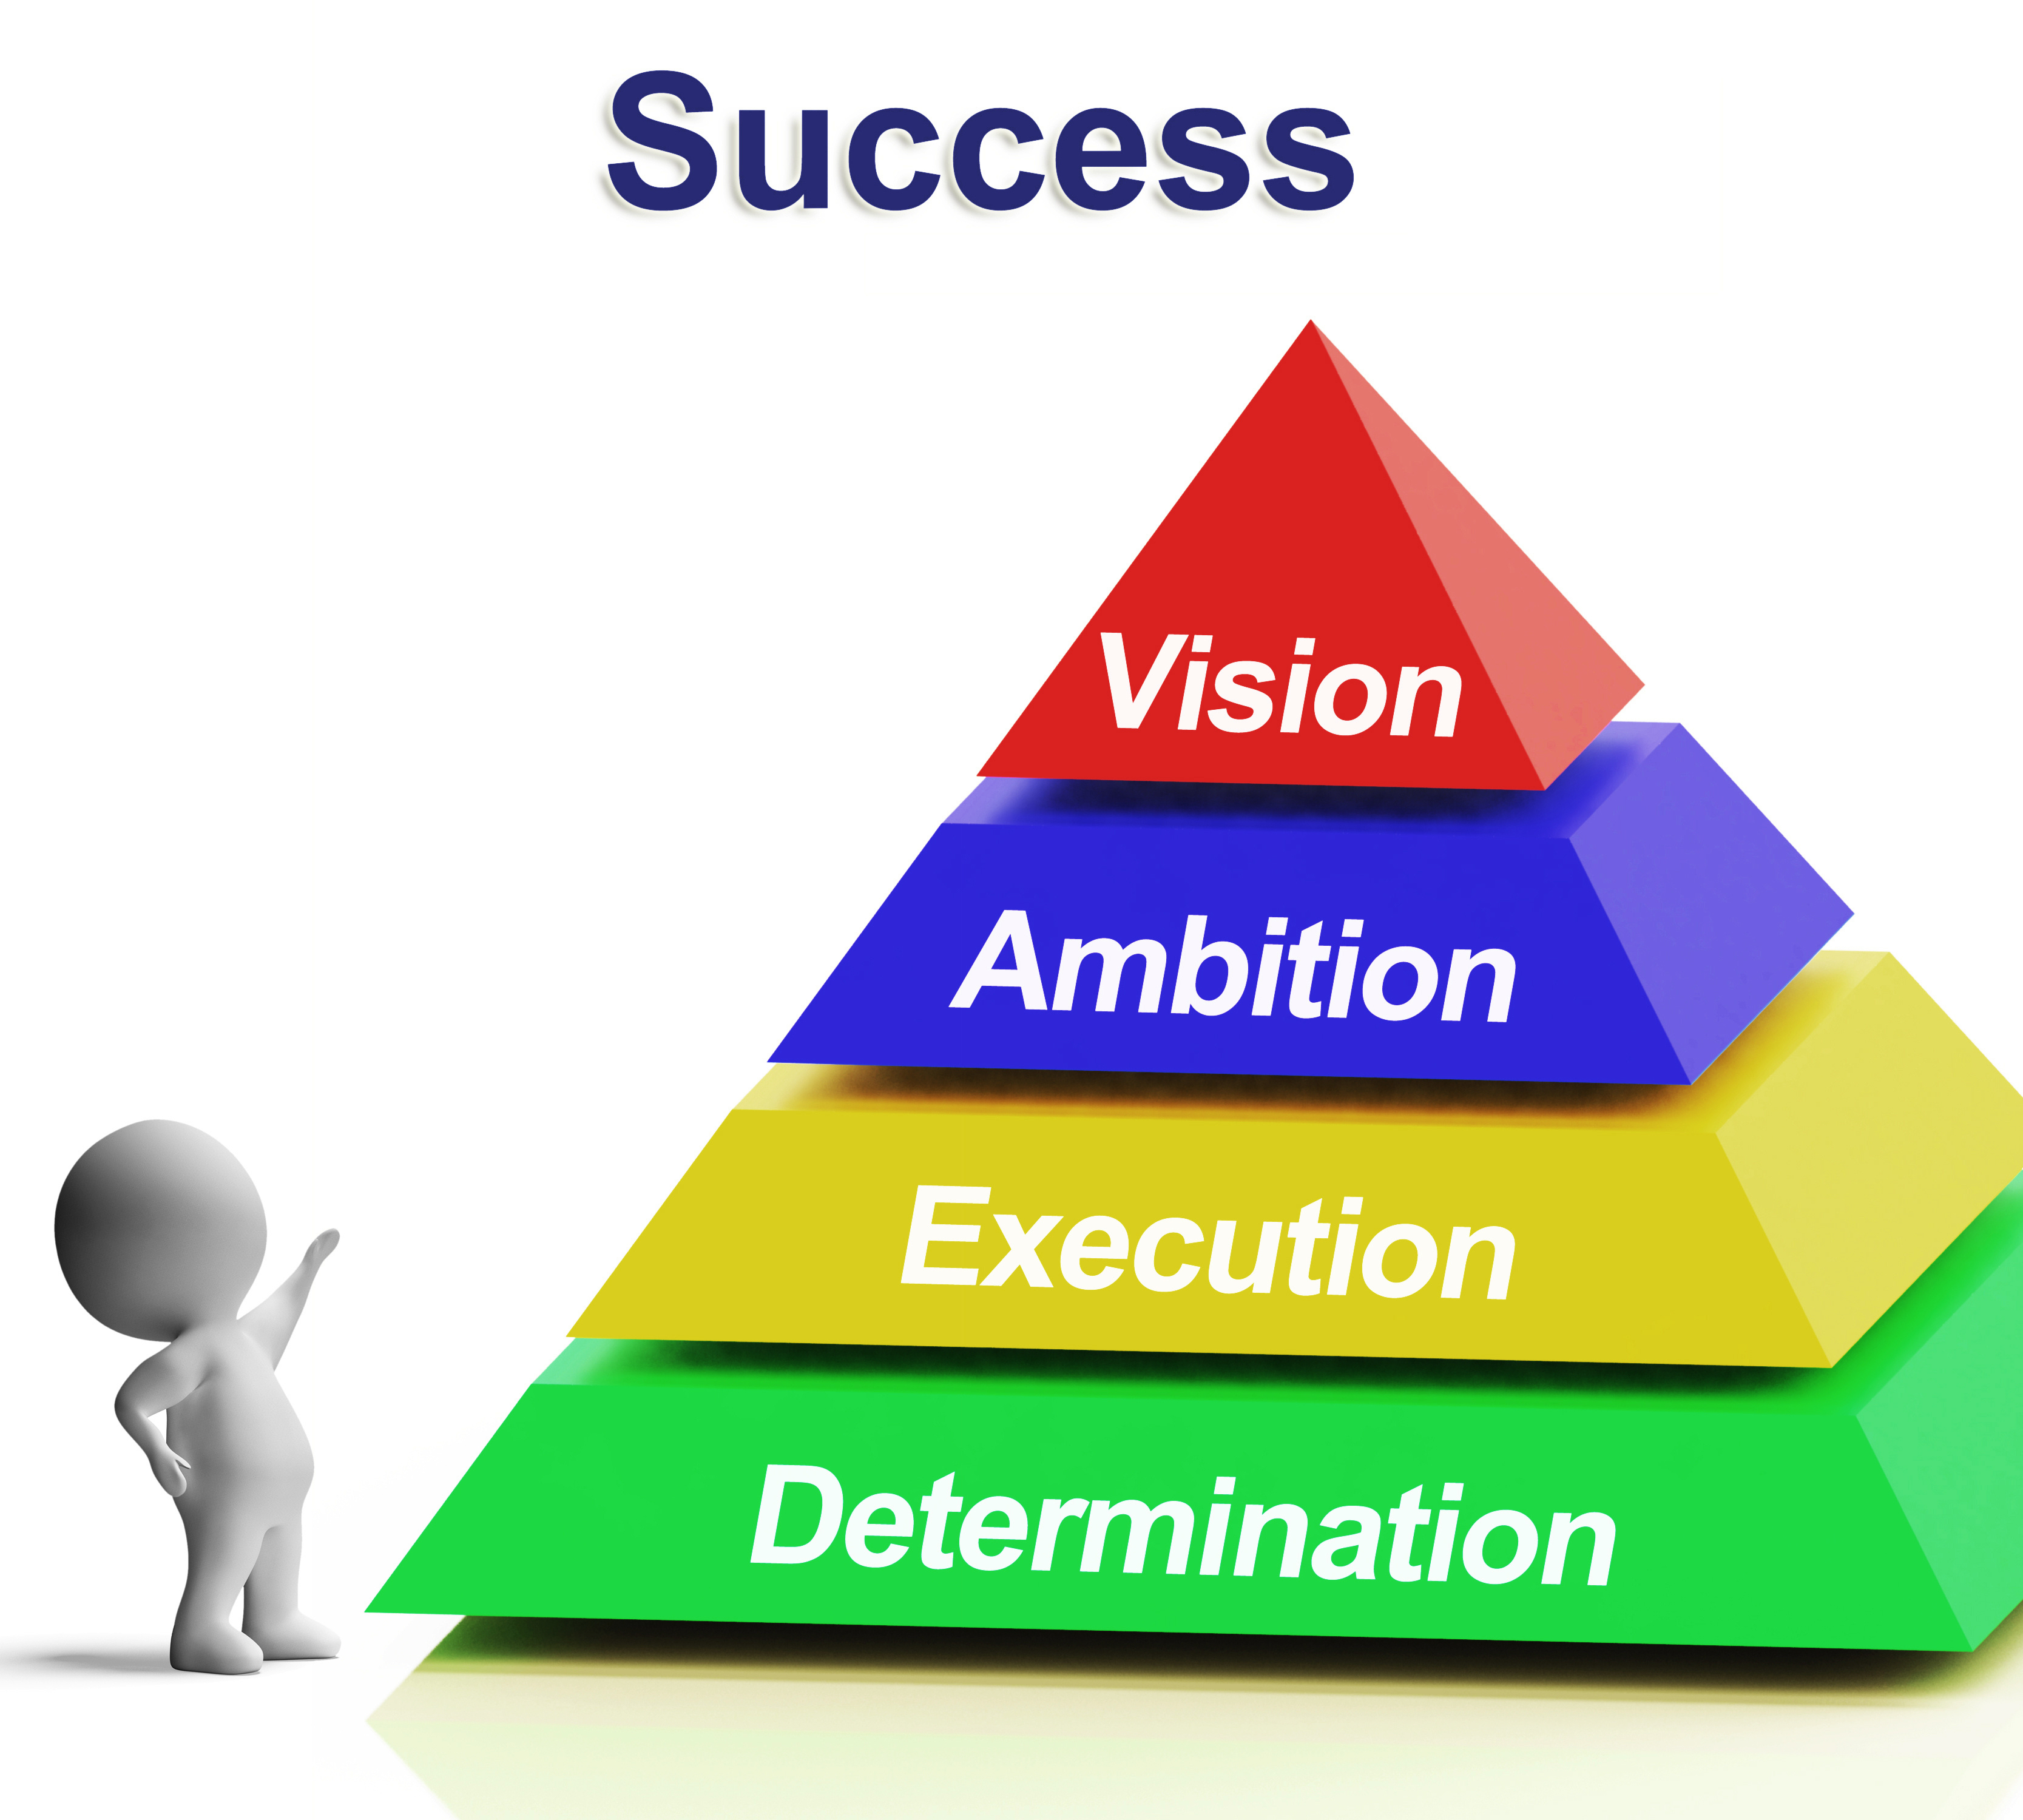 Success
Vision
Ambition
Execution
Determination